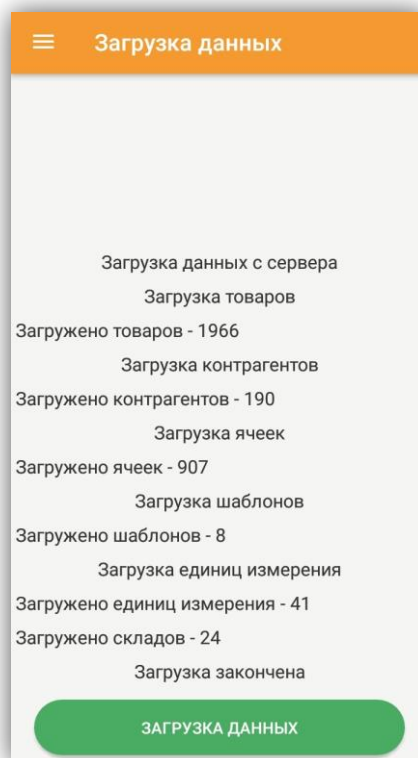 Загрузка данных
Загрузка данных с сервера
Загрузка товаров
Загружено товаров - 1966
Загрузка контрагентов
Загружено контрагентов - 190
Загрузка ячеек
Загружено ячеек - 907
Загрузка шаблонов
Загружено шаблонов - 8
Загрузка единиц измерения
Загружено единиц измерения - 41
Загружено складов - 24
Загрузка закончена
ЗАГРУЗКА ДАННЫХ